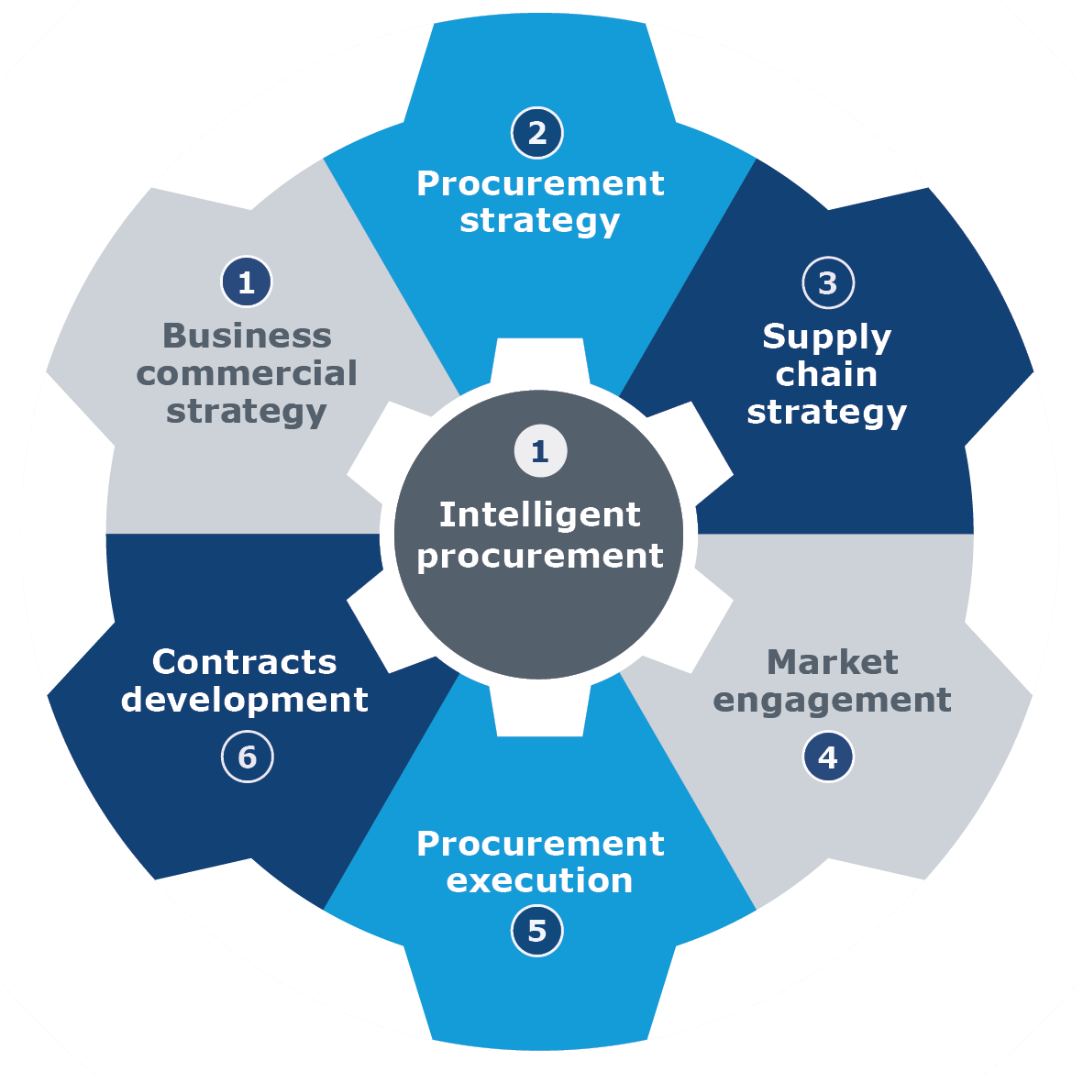 1
Business
commercial
strategy
2
Procurement
strategy
3
Supply
chain
strategy
Market
engagement
4
Procurement
execution
5
Contracts
development
6
1
Intelligent
procurement